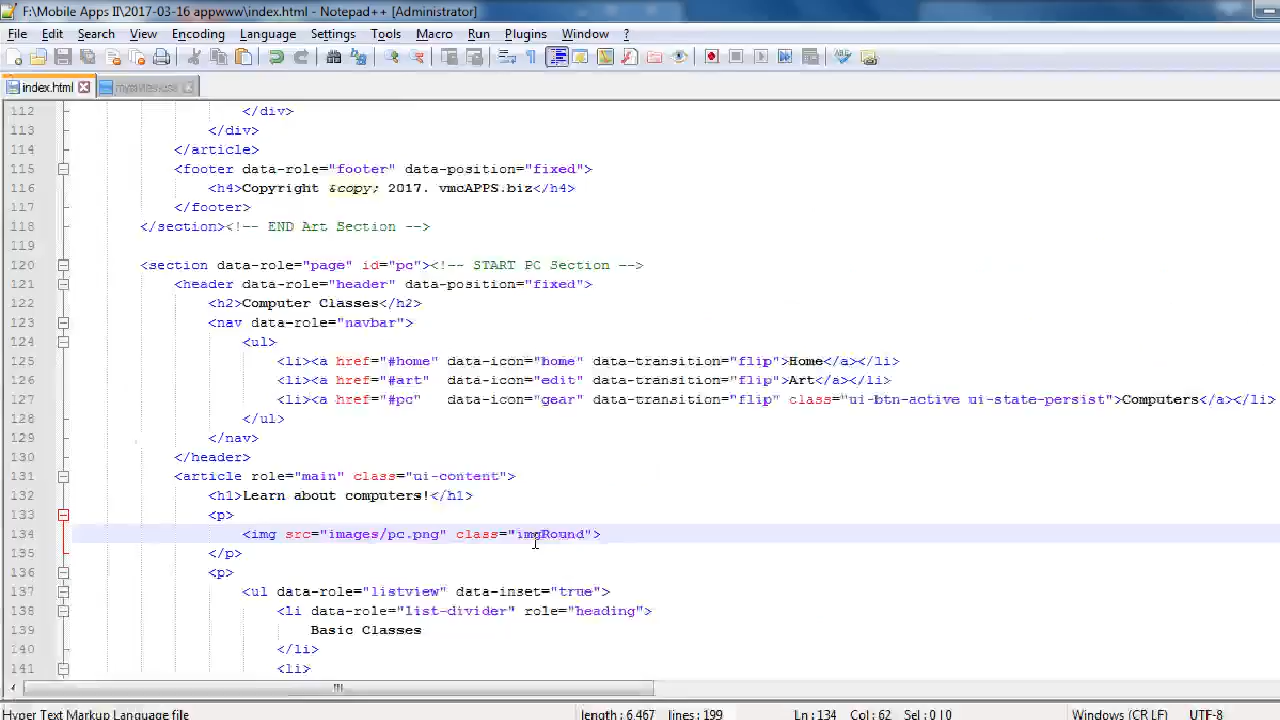 F:\Mobile Apps II\2017-03-16 appwww\index.html - Notepad++ [Administrator]
File Edit Search View Encoding Language Settings Tools Macro Run Plugins Window ?
index.html
112 </div>
113 </div>
114 </article>
115 <footer data-role="footer" data-position="fixed">
116 <h4>Copyright &copy; 2017. vmcAPPS.biz</h4>
117 </footer>
118 </section><!-- END Art Section -->
119
120 <section data-role="page" id="pc"><!-- START PC Section -->
121 <header data-role="header" data-position="fixed">
122 <h2>Computer Classes</h2>
123 <nav data-role="navbar">
124 <ul>
125 <li><a href="#home" data-icon="home" data-transition="flip">Home</a></li>
126 <li><a href="#art" data-icon="edit" data-transition="flip">Art</a></li>
127 <li><a href="#pc" data-icon="gear" data-transition="flip" class="ui-btn-active ui-state-persist">Computers</a></li>
128 </ul>
129 </nav>
130 </header>
131 <article role="main" class="ui-content">
132 <h1>Learn about computers!</h1>
133 <p>
134 <img src="images/pc.png" class="imgRound">
135 </p>
136 <p>
137 <ul data-role="listview" data-inset="true">
138 <li data-role="list-divider" role="heading">
139 Basic Classes
140 </li>
141 <li>
Hyper Text Markup Language file length: 6,467 lines: 199 Ln: 134 Col: 62 Sel: 0 | 0 Windows (CR LF) UTF-8